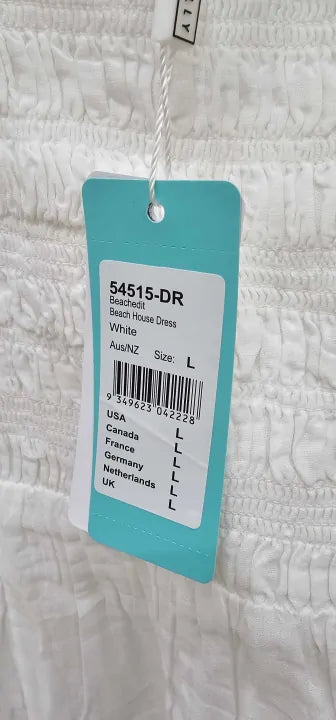 LLY
54515-DR
Beachedit
Beach House Dress
White
Aus/NZ Size: L
9 349623 042228
USA L
Canada L
France L
Germany L
Netherlands L
UK L